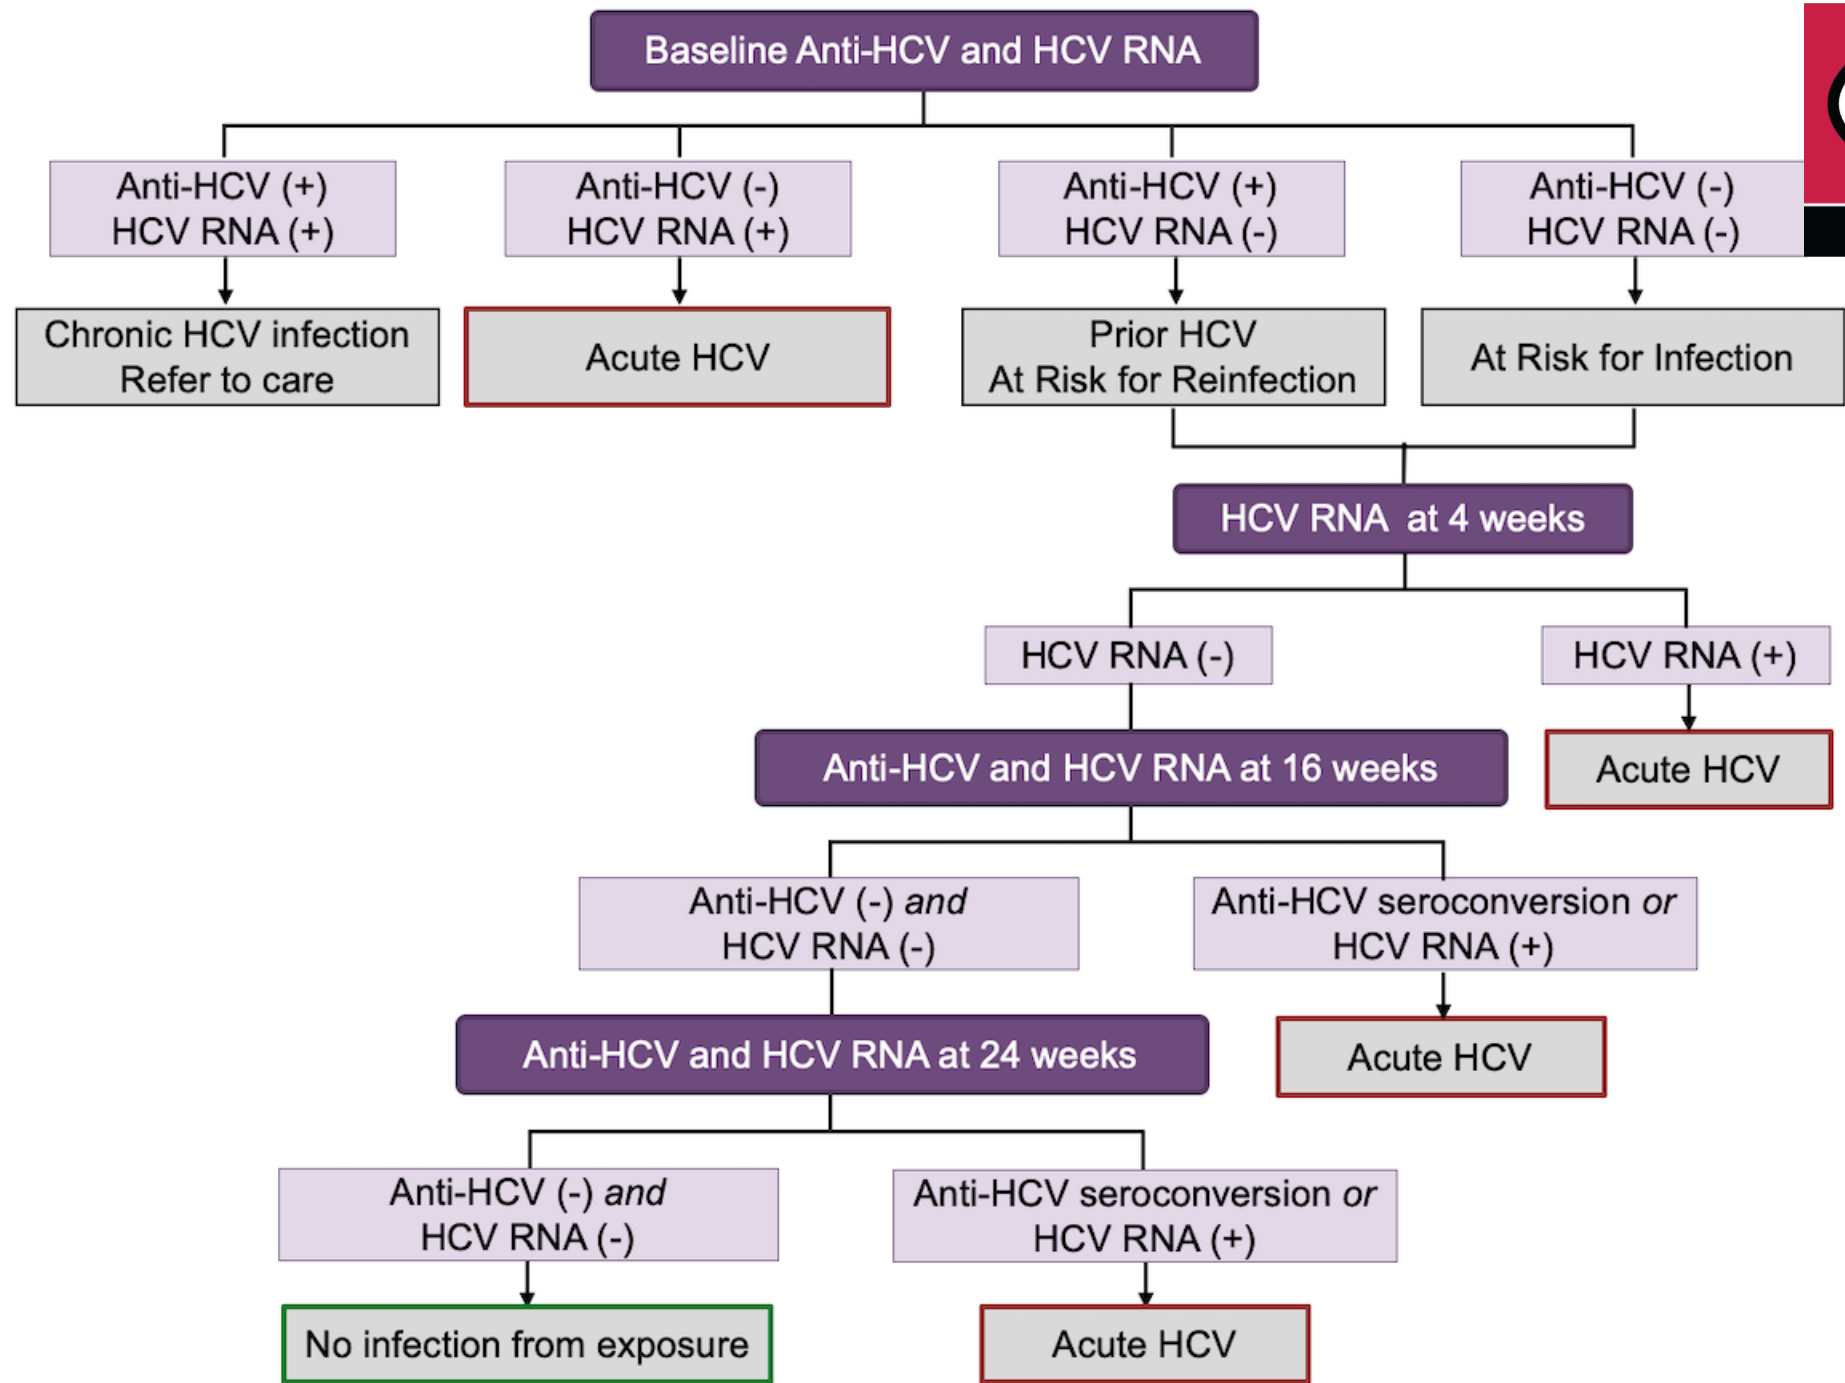 Baseline Anti-HCV and HCV RNA
Anti-HCV (+)
HCV RNA (+)
Anti-HCV (-)
HCV RNA (+)
Anti-HCV (+)
HCV RNA (-)
Anti-HCV (-)
HCV RNA (-)
Chronic HCV infection
Refer to care
Acute HCV
Prior HCV
At Risk for Reinfection
At Risk for Infection
HCV RNA at 4 weeks
HCV RNA (-)
HCV RNA (+)
Anti-HCV and HCV RNA at 16 weeks
Acute HCV
Anti-HCV (-) and
HCV RNA (-)
Anti-HCV seroconversion or
HCV RNA (+)
Anti-HCV and HCV RNA at 24 weeks
Acute HCV
Anti-HCV (-) and
HCV RNA (-)
Anti-HCV seroconversion or
HCV RNA (+)
No infection from exposure
Acute HCV